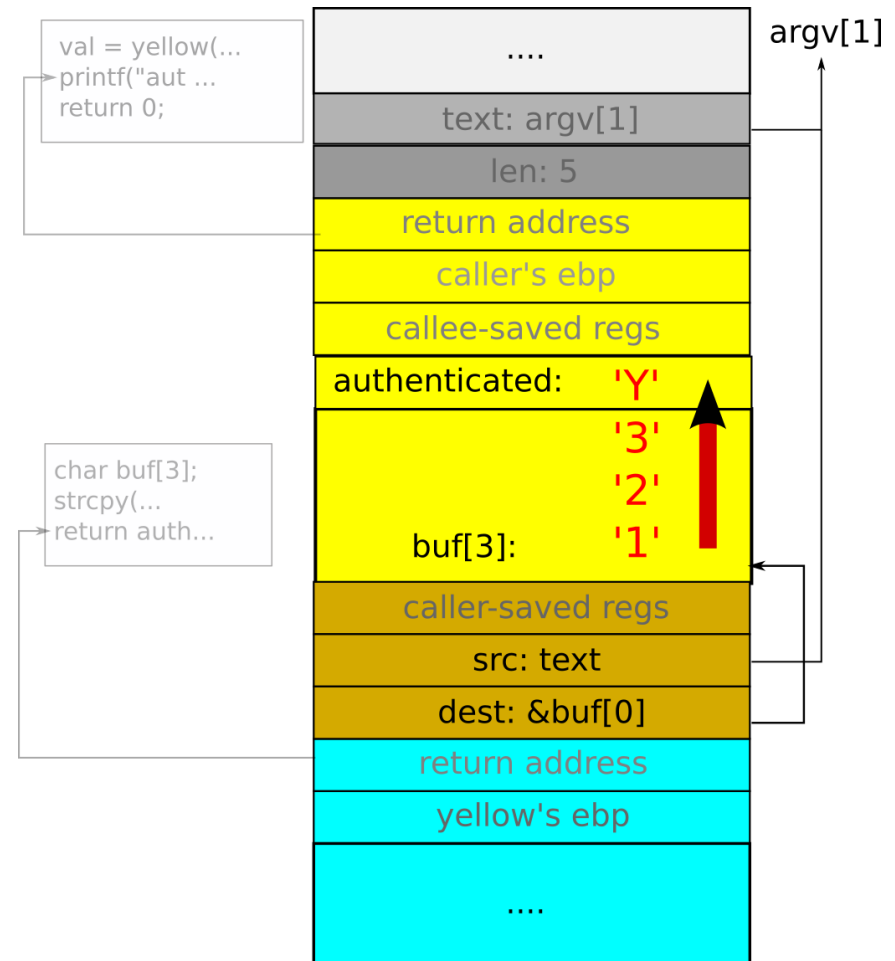 argv[1]
val = yellow(...
printf("aut ...
return 0;
....
text: argv[1]
len: 5
return address
caller's ebp
callee-saved regs
authenticated: 'Y'
'3'
'2'
buf[3]: '1'
char buf[3];
strcpy(...
return auth...
caller-saved regs
src: text
dest: &buf[0]
return address
yellow's ebp
....